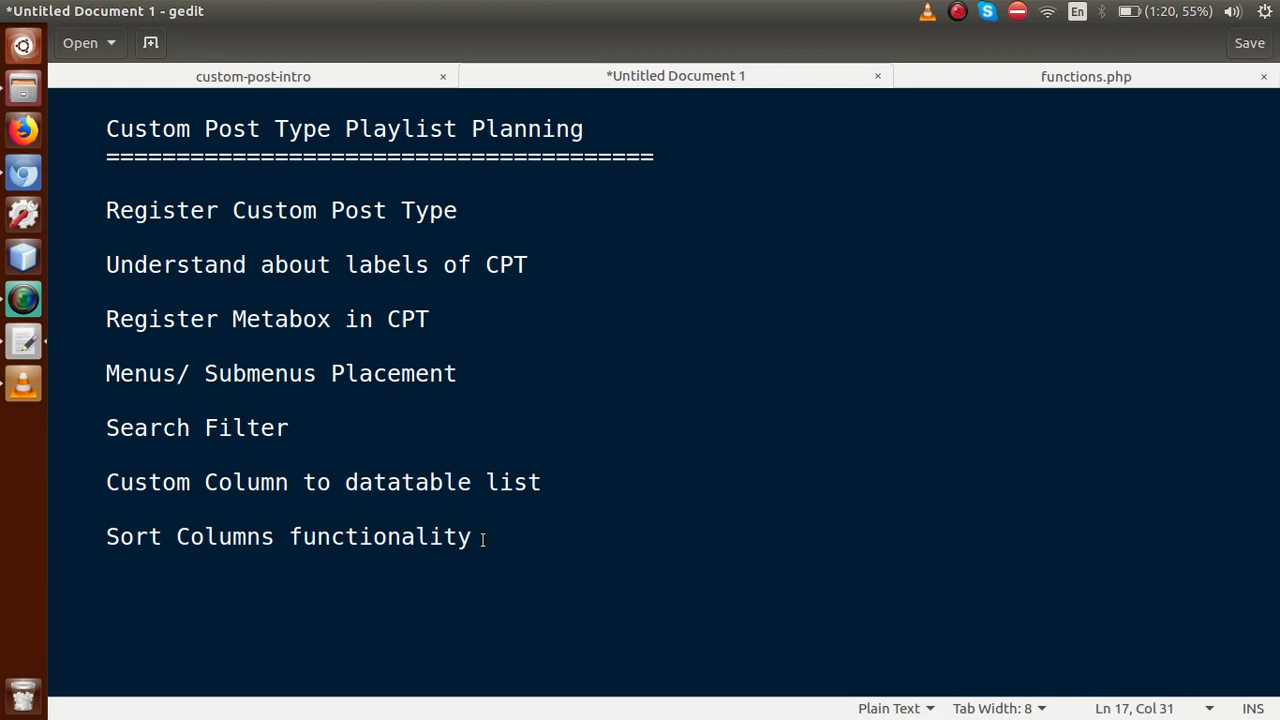 *Untitled Document 1 - gedit
En
(1:20, 55%)
Open
Save
custom-post-intro
*Untitled Document 1
functions.php
Custom Post Type Playlist Planning
=======================================
Register Custom Post Type
Understand about labels of CPT
Register Metabox in CPT
Menus/ Submenus Placement
Search Filter
Custom Column to datatable list
Sort Columns functionality
Plain Text
Tab Width: 8
Ln 17, Col 31
INS